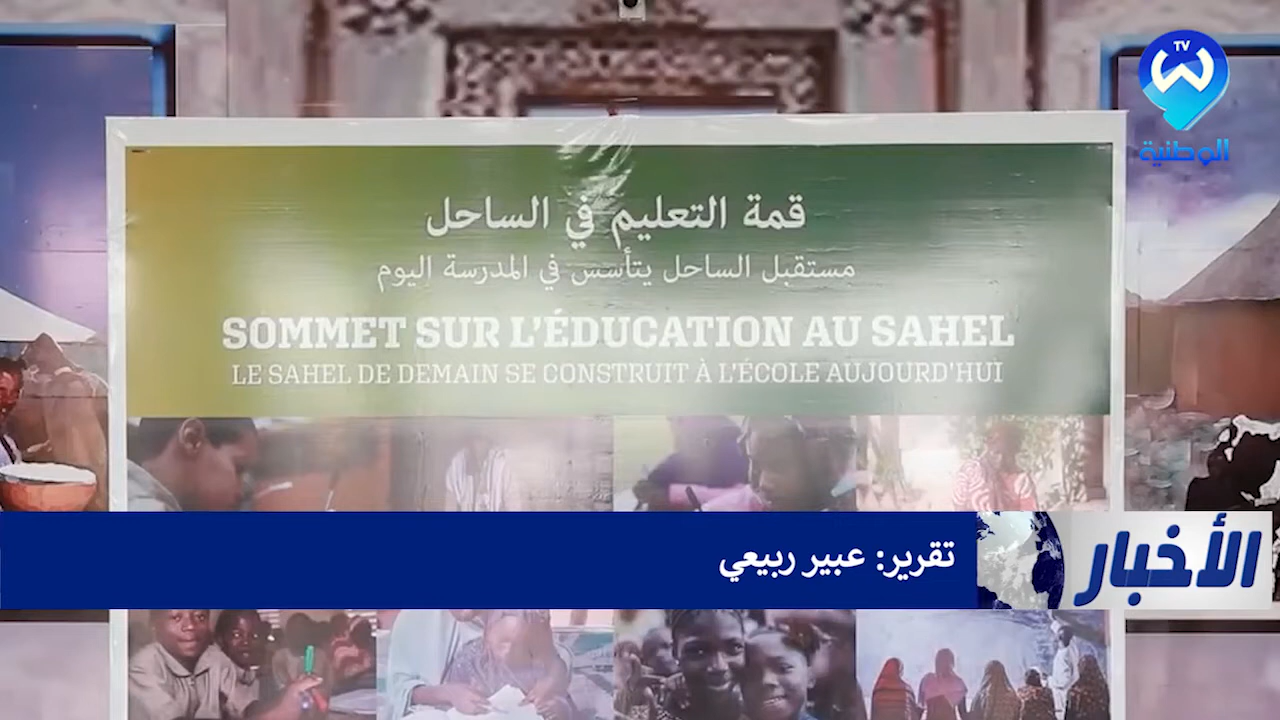 TV
الوطنية
قمة التعليم في الساحل
مستقبل الساحل يتأسس في المدرسة اليوم
SOMMET SUR L'ÉDUCATION AU SAHEL
LE SAHEL DE DEMAIN SE CONSTRUIT À L'ÉCOLE AUJOURD'HUI
الأخبار
تقرير: عبير ربيعي